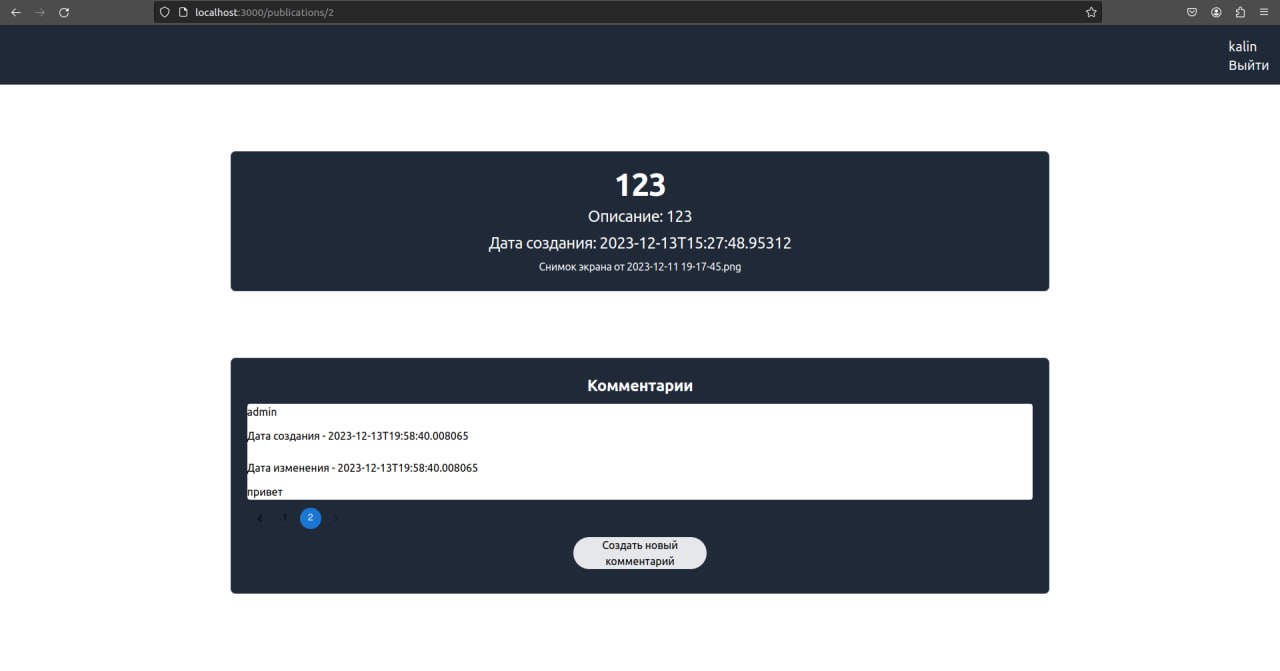 localhost:3000/publications/2
kalin
Выйти
123
Описание: 123
Дата создания: 2023-12-13T15:27:48.95312
Снимок экрана от 2023-12-11 19-17-45.png
Комментарии
admin
Дата создания - 2023-12-13T19:58:40.008065
Дата изменения - 2023-12-13T19:58:40.008065
привет
1 2
Создать новый
комментарий